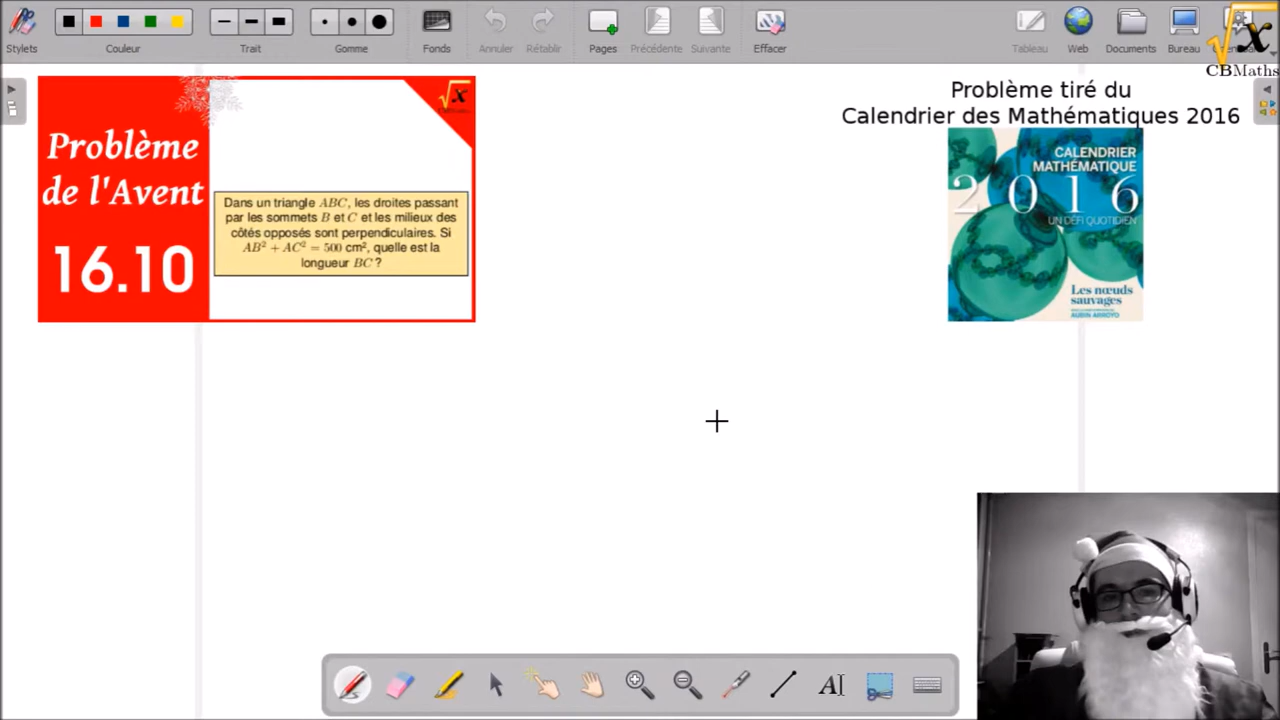 Stylets
Couleur
Trait
Gomme
Fonds
Annuler
Rétablir
Pages
Précédente
Suivante
Effacer
Tableau
Web
Documents
Bureau
CBMaths
Problème
de l'Avent
16.10
Dans un triangle ABC, les droites passant
par les sommets B et C et les milieux des
côtés opposés sont perpendiculaires. Si
AB² + AC² = 500 cm², quelle est la
longueur BC ?
Problème tiré du
Calendrier des Mathématiques 2016
CALENDRIER
MATHÉMATIQUE
2016
UN DÉFI QUOTIDIEN
Les nœuds
sauvages
AUBIN ARROYO
AI